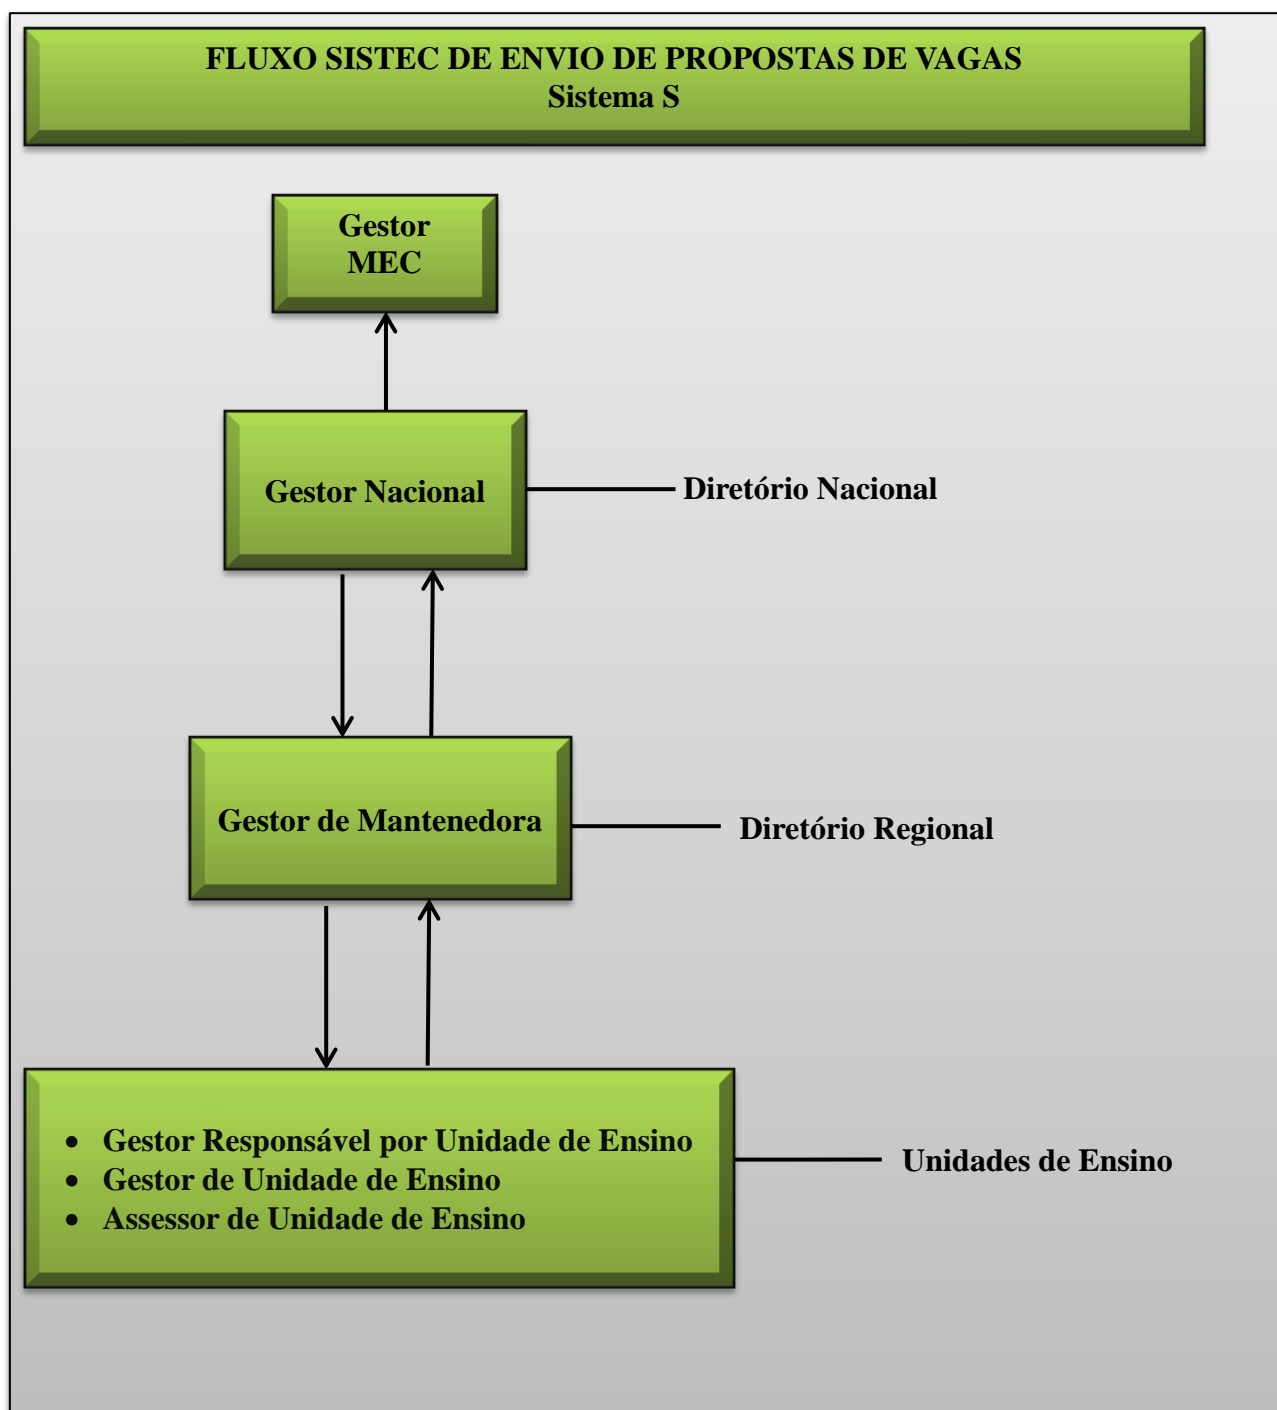 FLUXO SISTEC DE ENVIO DE PROPOSTAS DE VAGAS
Sistema S
Gestor
MEC
Gestor Nacional
Diretório Nacional
Gestor de Mantenedora
Diretório Regional
• Gestor Responsável por Unidade de Ensino
• Gestor de Unidade de Ensino
• Assessor de Unidade de Ensino
Unidades de Ensino